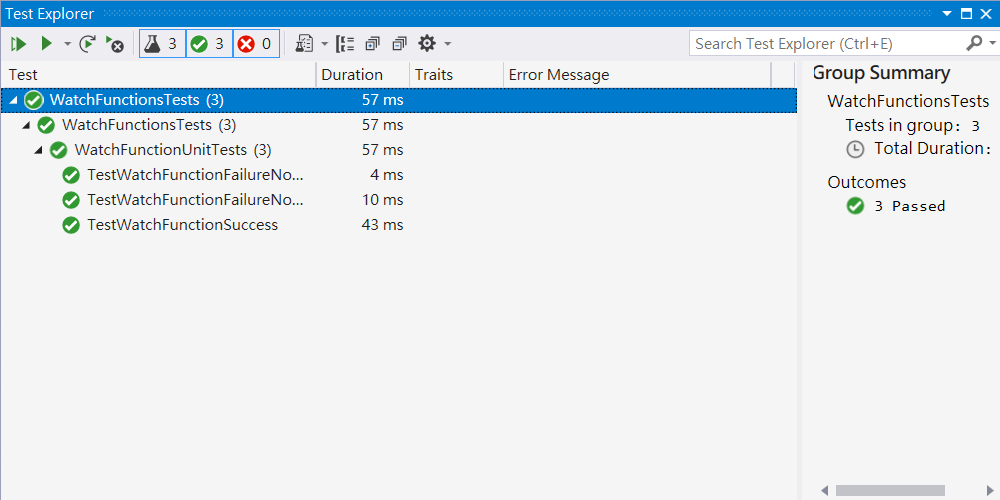 Test Explorer
3 3 0
Search Test Explorer (Ctrl+E)
Test Duration Traits Error Message
WatchFunctionsTests (3) 57 ms
WatchFunctionsTests (3) 57 ms
WatchFunctionUnitTests (3) 57 ms
TestWatchFunctionFailureNo... 4 ms
TestWatchFunctionFailureNo... 10 ms
TestWatchFunctionSuccess 43 ms
Group Summary
WatchFunctionsTests
Tests in group: 3
Total Duration:
Outcomes
3 Passed